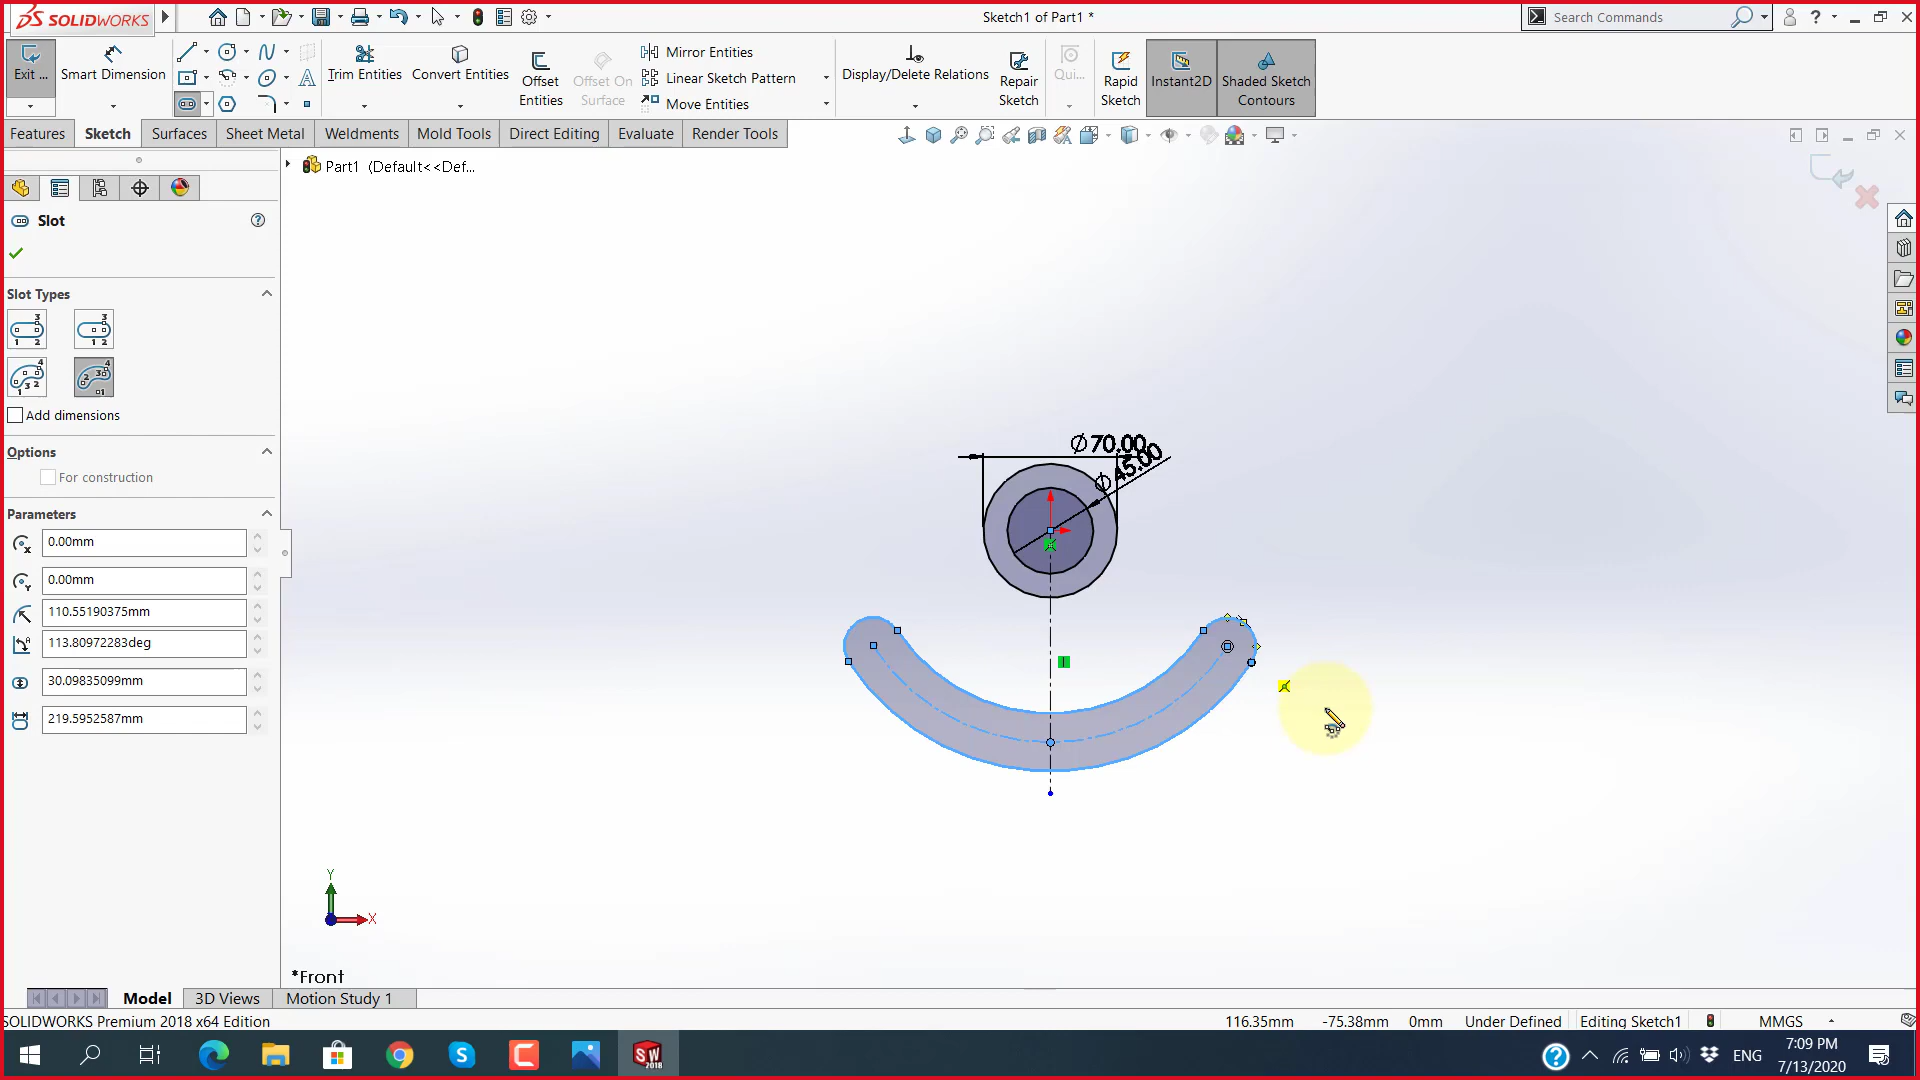 SOLIDWORKS
Sketch1 of Part1 *
Search Commands
Exit ...
Smart Dimension
Trim Entities
Convert Entities
Offset
Entities
Offset On
Surface
Mirror Entities
Linear Sketch Pattern
Move Entities
Display/Delete Relations
Repair
Sketch
Qui...
Rapid
Sketch
Instant2D
Shaded Sketch
Contours
Features
Sketch
Surfaces
Sheet Metal
Weldments
Mold Tools
Direct Editing
Evaluate
Render Tools
Part1 (Default<<Def...
Slot
Slot Types
Add dimensions
Options
For construction
Parameters
0.00mm
0.00mm
110.55190375mm
113.80972283deg
30.09835099mm
219.5952587mm
Ø70.00
Ø45.00
Y
X
*Front
Model
3D Views
Motion Study 1
SOLIDWORKS Premium 2018 x64 Edition
116.35mm
-75.38mm
0mm
Under Defined
Editing Sketch1
MMGS
SW
2018
ENG
7:09 PM
7/13/2020